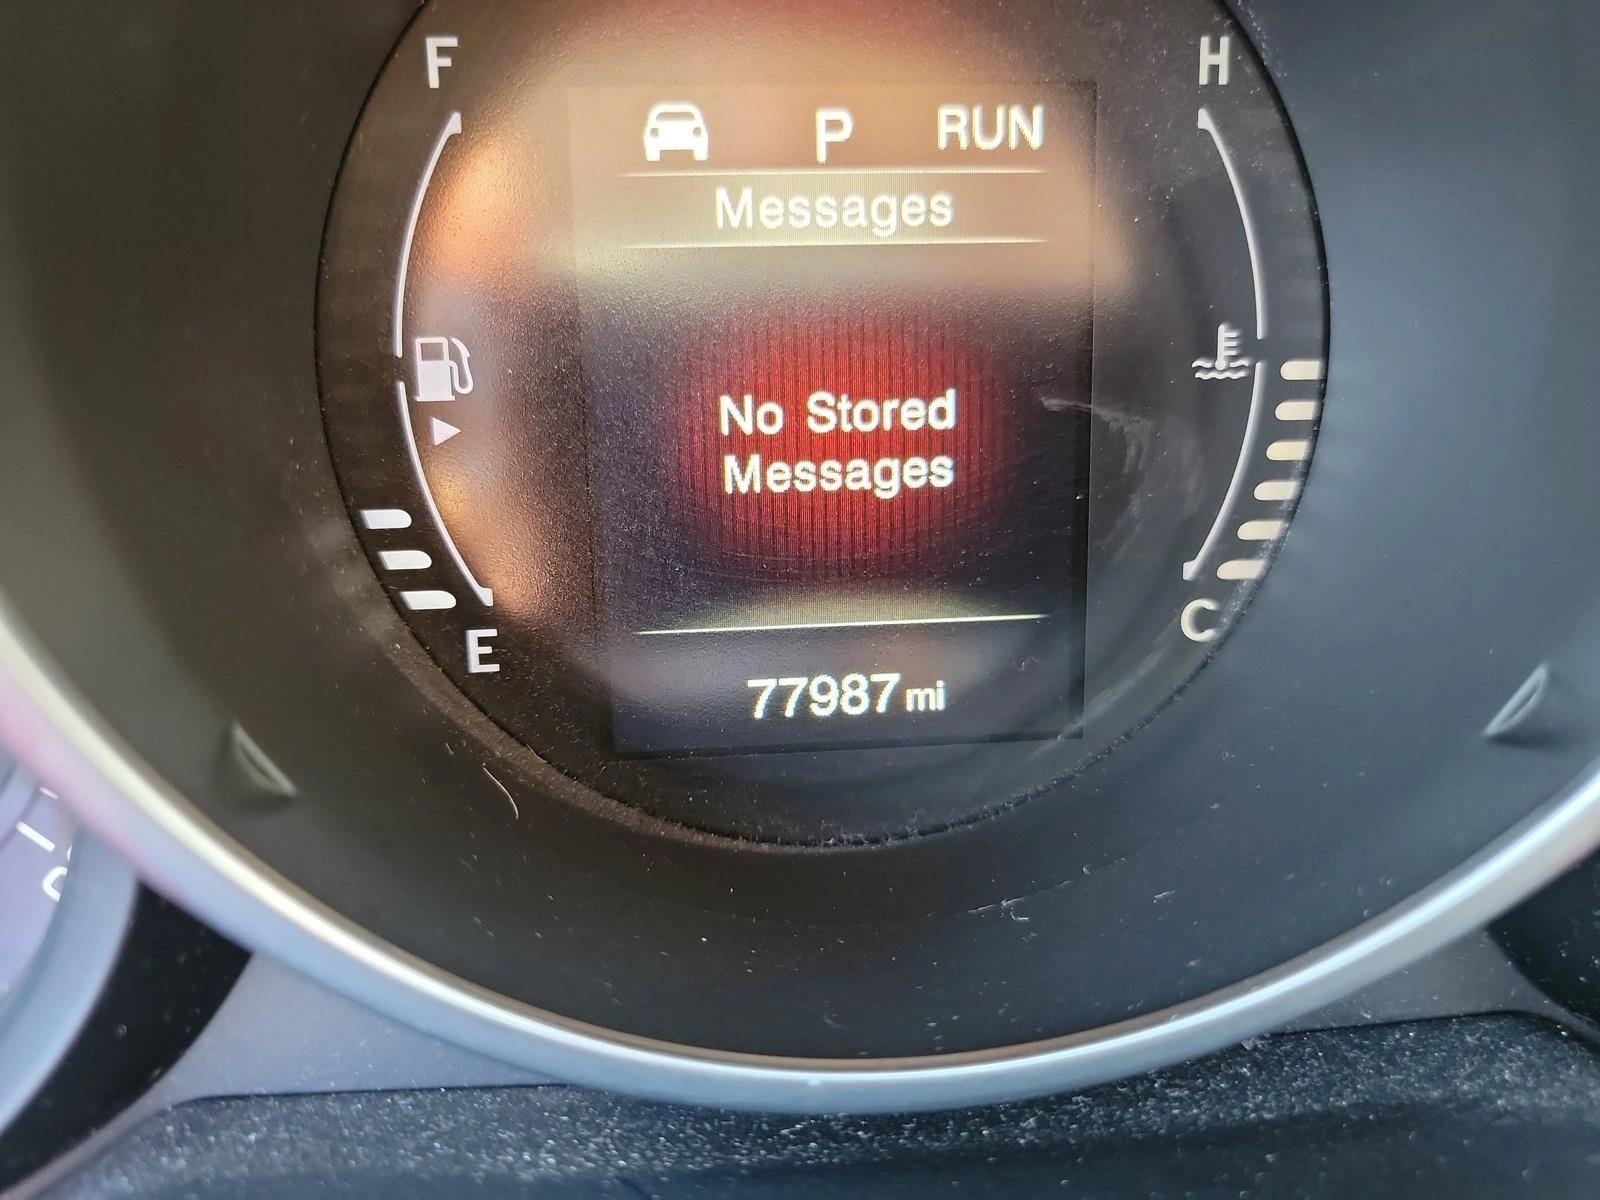 F
H
P RUN
Messages
No Stored
Messages
E
C
77987 mi